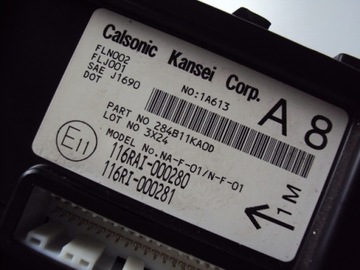 Calsonic Kansei Corp.
FLN002
FLJ001
SAE J1690
DOT
NO:1A613
A 8
PART NO 284B11KA0D
LOT NO 3X24
MODEL No.NA-F-01/N-F-01
E11
116RAI-000280
116RI-000281
1 M